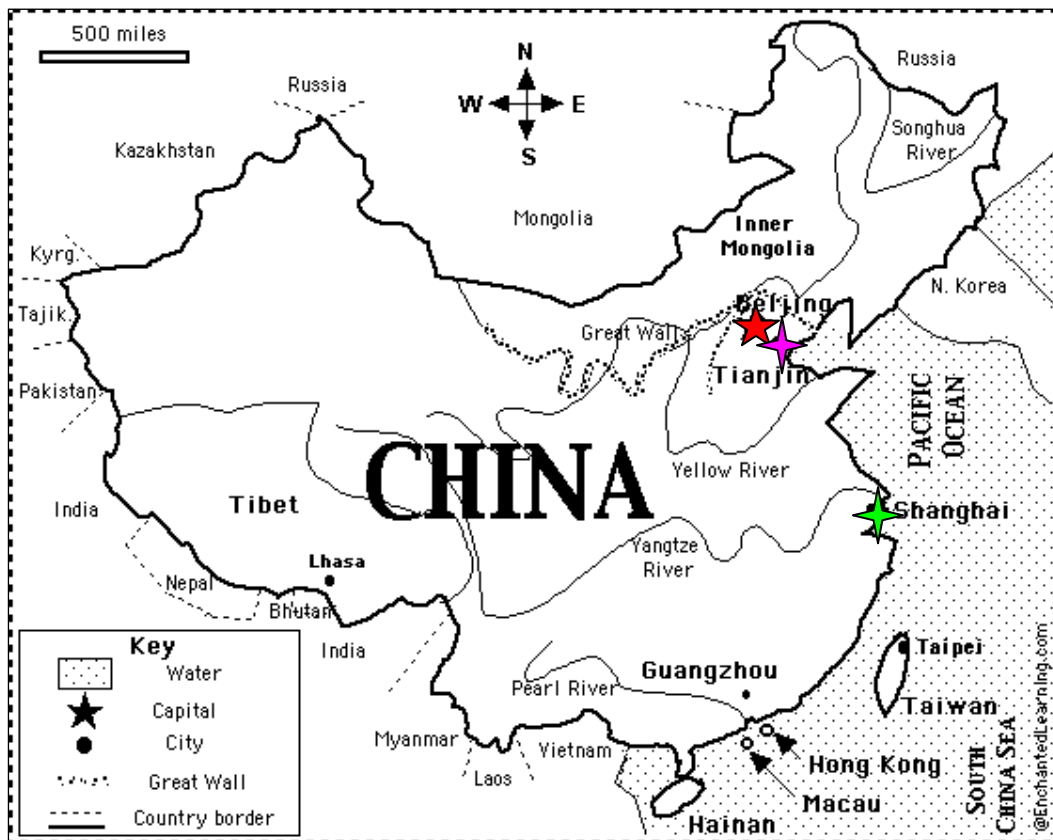 500 miles
N
W E
S
Russia
Russia
Kazakhstan
Songhua
River
Mongolia
Inner
Mongolia
Kyrg.
N. Korea
Tajik.
Beijing
Great Wall
Tianjin
Pakistan
PACIFIC
OCEAN
CHINA
Yellow River
India
Tibet
Shanghai
Yangtze
River
Lhasa
Nepal
Bhutan
India
Key
Water
Capital
City
Great Wall
Country border
Taipei
Taiwan
Guangzhou
Pearl River
Myanmar
Vietnam
Laos
Hong Kong
Macau
Hainan
SOUTH
CHINA SEA
@EnchantedLearning.com